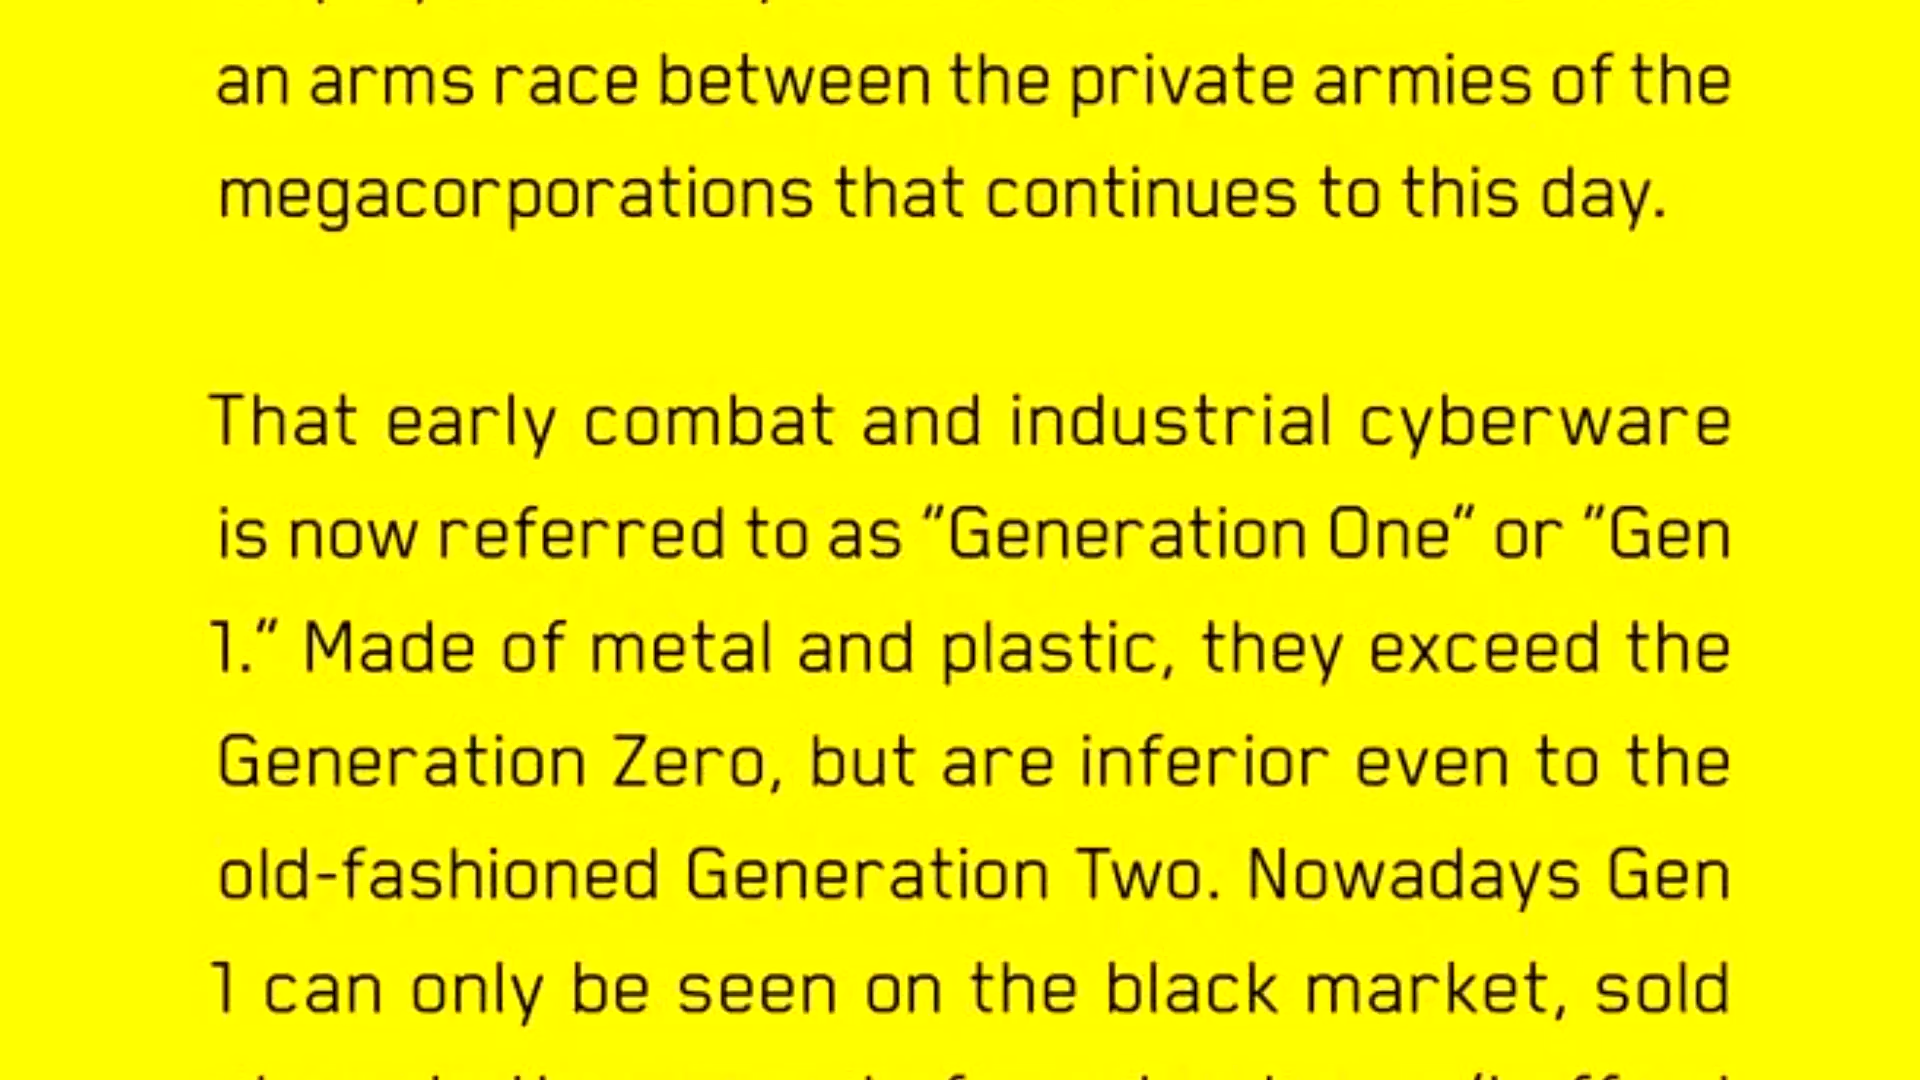 an arms race between the private armies of the
megacorporations that continues to this day.
That early combat and industrial cyberware
is now referred to as “Generation One” or “Gen
1.” Made of metal and plastic, they exceed the
Generation Zero, but are inferior even to the
old-fashioned Generation Two. Nowadays Gen
1 can only be seen on the black market, sold